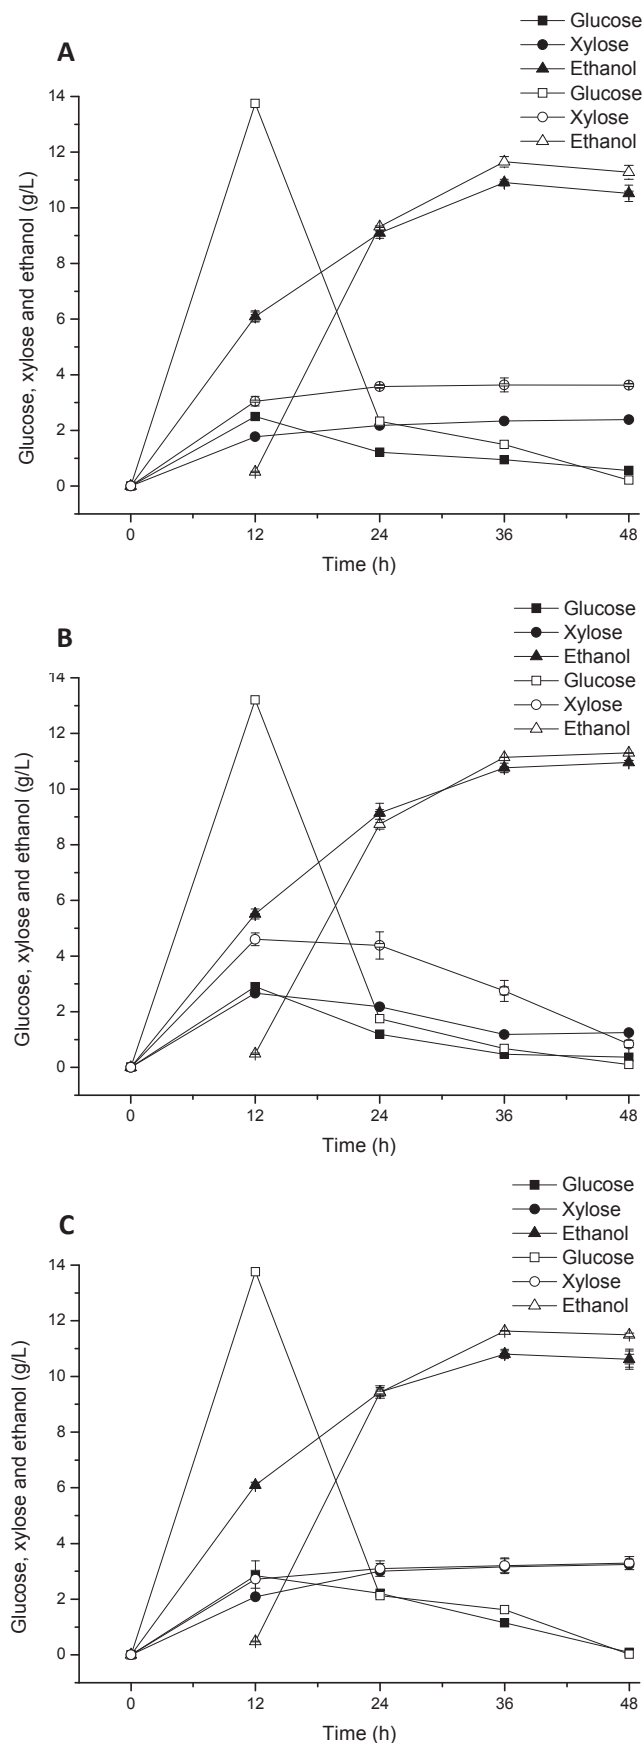 A
Glucose
Xylose
Ethanol
Glucose
Xylose
Ethanol
14
12
10
8
6
4
2
0
Glucose, xylose and ethanol (g/L)
0 12 24 36 48
Time (h)
B
Glucose
Xylose
Ethanol
Glucose
Xylose
Ethanol
14
12
10
8
6
4
2
0
Glucose, xylose and ethanol (g/L)
0 12 24 36 48
Time (h)
C
Glucose
Xylose
Ethanol
Glucose
Xylose
Ethanol
14
12
10
8
6
4
2
0
Glucose, xylose and ethanol (g/L)
0 12 24 36 48
Time (h)